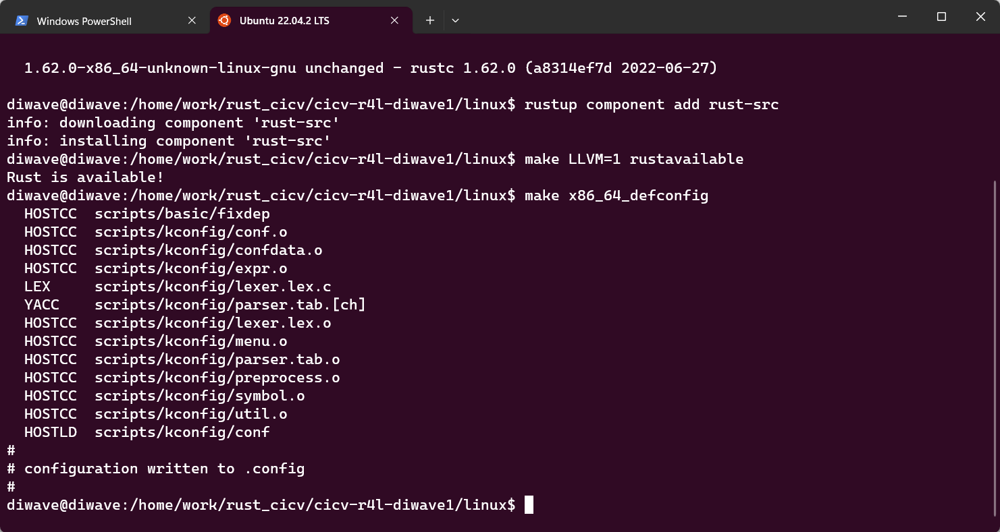 Windows PowerShell
Ubuntu 22.04.2 LTS
1.62.0-x86_64-unknown-linux-gnu unchanged - rustc 1.62.0 (a8314ef7d 2022-06-27)
diwave@diwave:/home/work/rust_cicv/cicv-r4l-diwave1/linux$ rustup component add rust-src
info: downloading component 'rust-src'
info: installing component 'rust-src'
diwave@diwave:/home/work/rust_cicv/cicv-r4l-diwave1/linux$ make LLVM=1 rustavailable
Rust is available!
diwave@diwave:/home/work/rust_cicv/cicv-r4l-diwave1/linux$ make x86_64_defconfig
  HOSTCC  scripts/basic/fixdep
  HOSTCC  scripts/kconfig/conf.o
  HOSTCC  scripts/kconfig/confdata.o
  HOSTCC  scripts/kconfig/expr.o
  LEX     scripts/kconfig/lexer.lex.c
  YACC    scripts/kconfig/parser.tab.[ch]
  HOSTCC  scripts/kconfig/lexer.lex.o
  HOSTCC  scripts/kconfig/menu.o
  HOSTCC  scripts/kconfig/parser.tab.o
  HOSTCC  scripts/kconfig/preprocess.o
  HOSTCC  scripts/kconfig/symbol.o
  HOSTCC  scripts/kconfig/util.o
  HOSTLD  scripts/kconfig/conf
#
# configuration written to .config
#
diwave@diwave:/home/work/rust_cicv/cicv-r4l-diwave1/linux$